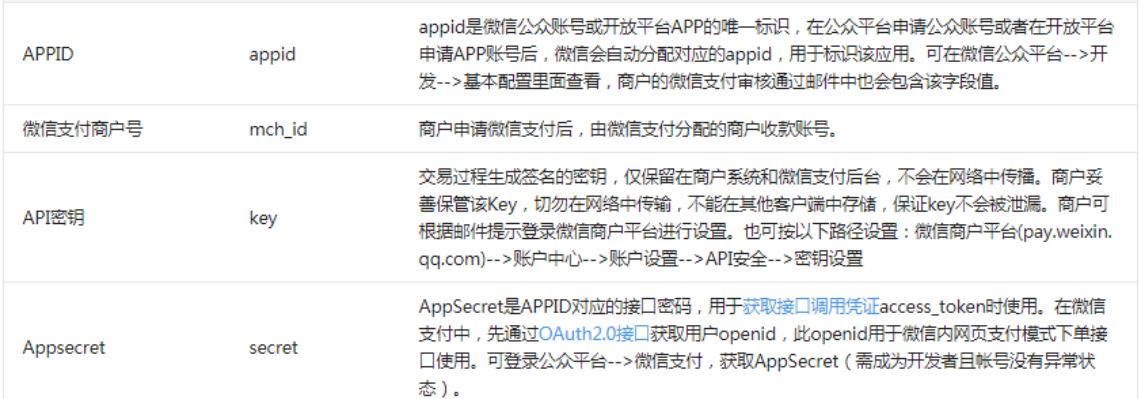 APPID
appid
appid是微信公众账号或开放平台APP的唯一标识，在公众平台申请公众账号或者在开放平台
申请APP账号后，微信会自动分配对应的appid，用于标识该应用。可在微信公众平台-->开
发-->基本配置里面查看，商户的微信支付审核通过邮件中也会包含该字段值。
微信支付商户号
mch_id
商户申请微信支付后，由微信支付分配的商户收款账号。
API密钥
key
交易过程生成签名的密钥，仅保留在商户系统和微信支付后台，不会在网络中传播。商户妥
善保管该Key，切勿在网络中传输，不能在其他客户端中存储，保证key不会被泄漏。商户可
根据邮件提示登录微信商户平台进行设置。也可按以下路径设置：微信商户平台(pay.weixin.
qq.com)-->账户中心-->账户设置-->API安全-->密钥设置
Appsecret
secret
AppSecret是APPID对应的接口密码，用于获取接口调用凭证access_token时使用。在微信
支付中，先通过OAuth2.0接口获取用户openid，此openid用于微信内网页支付模式下单接
口使用。可登录公众平台-->微信支付，获取AppSecret（需成为开发者且帐号没有异常状
态）。